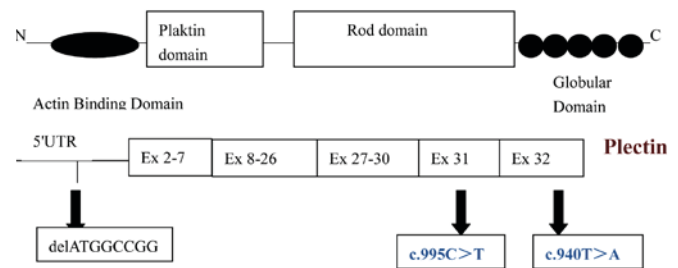 N
Plaktin
domain
Rod domain
C
Actin Binding Domain
Globular
Domain
5'UTR
Ex 2-7
Ex 8-26
Ex 27-30
Ex 31
Ex 32
Plectin
delATGGCCGG
c.995C>T
c.940T>A